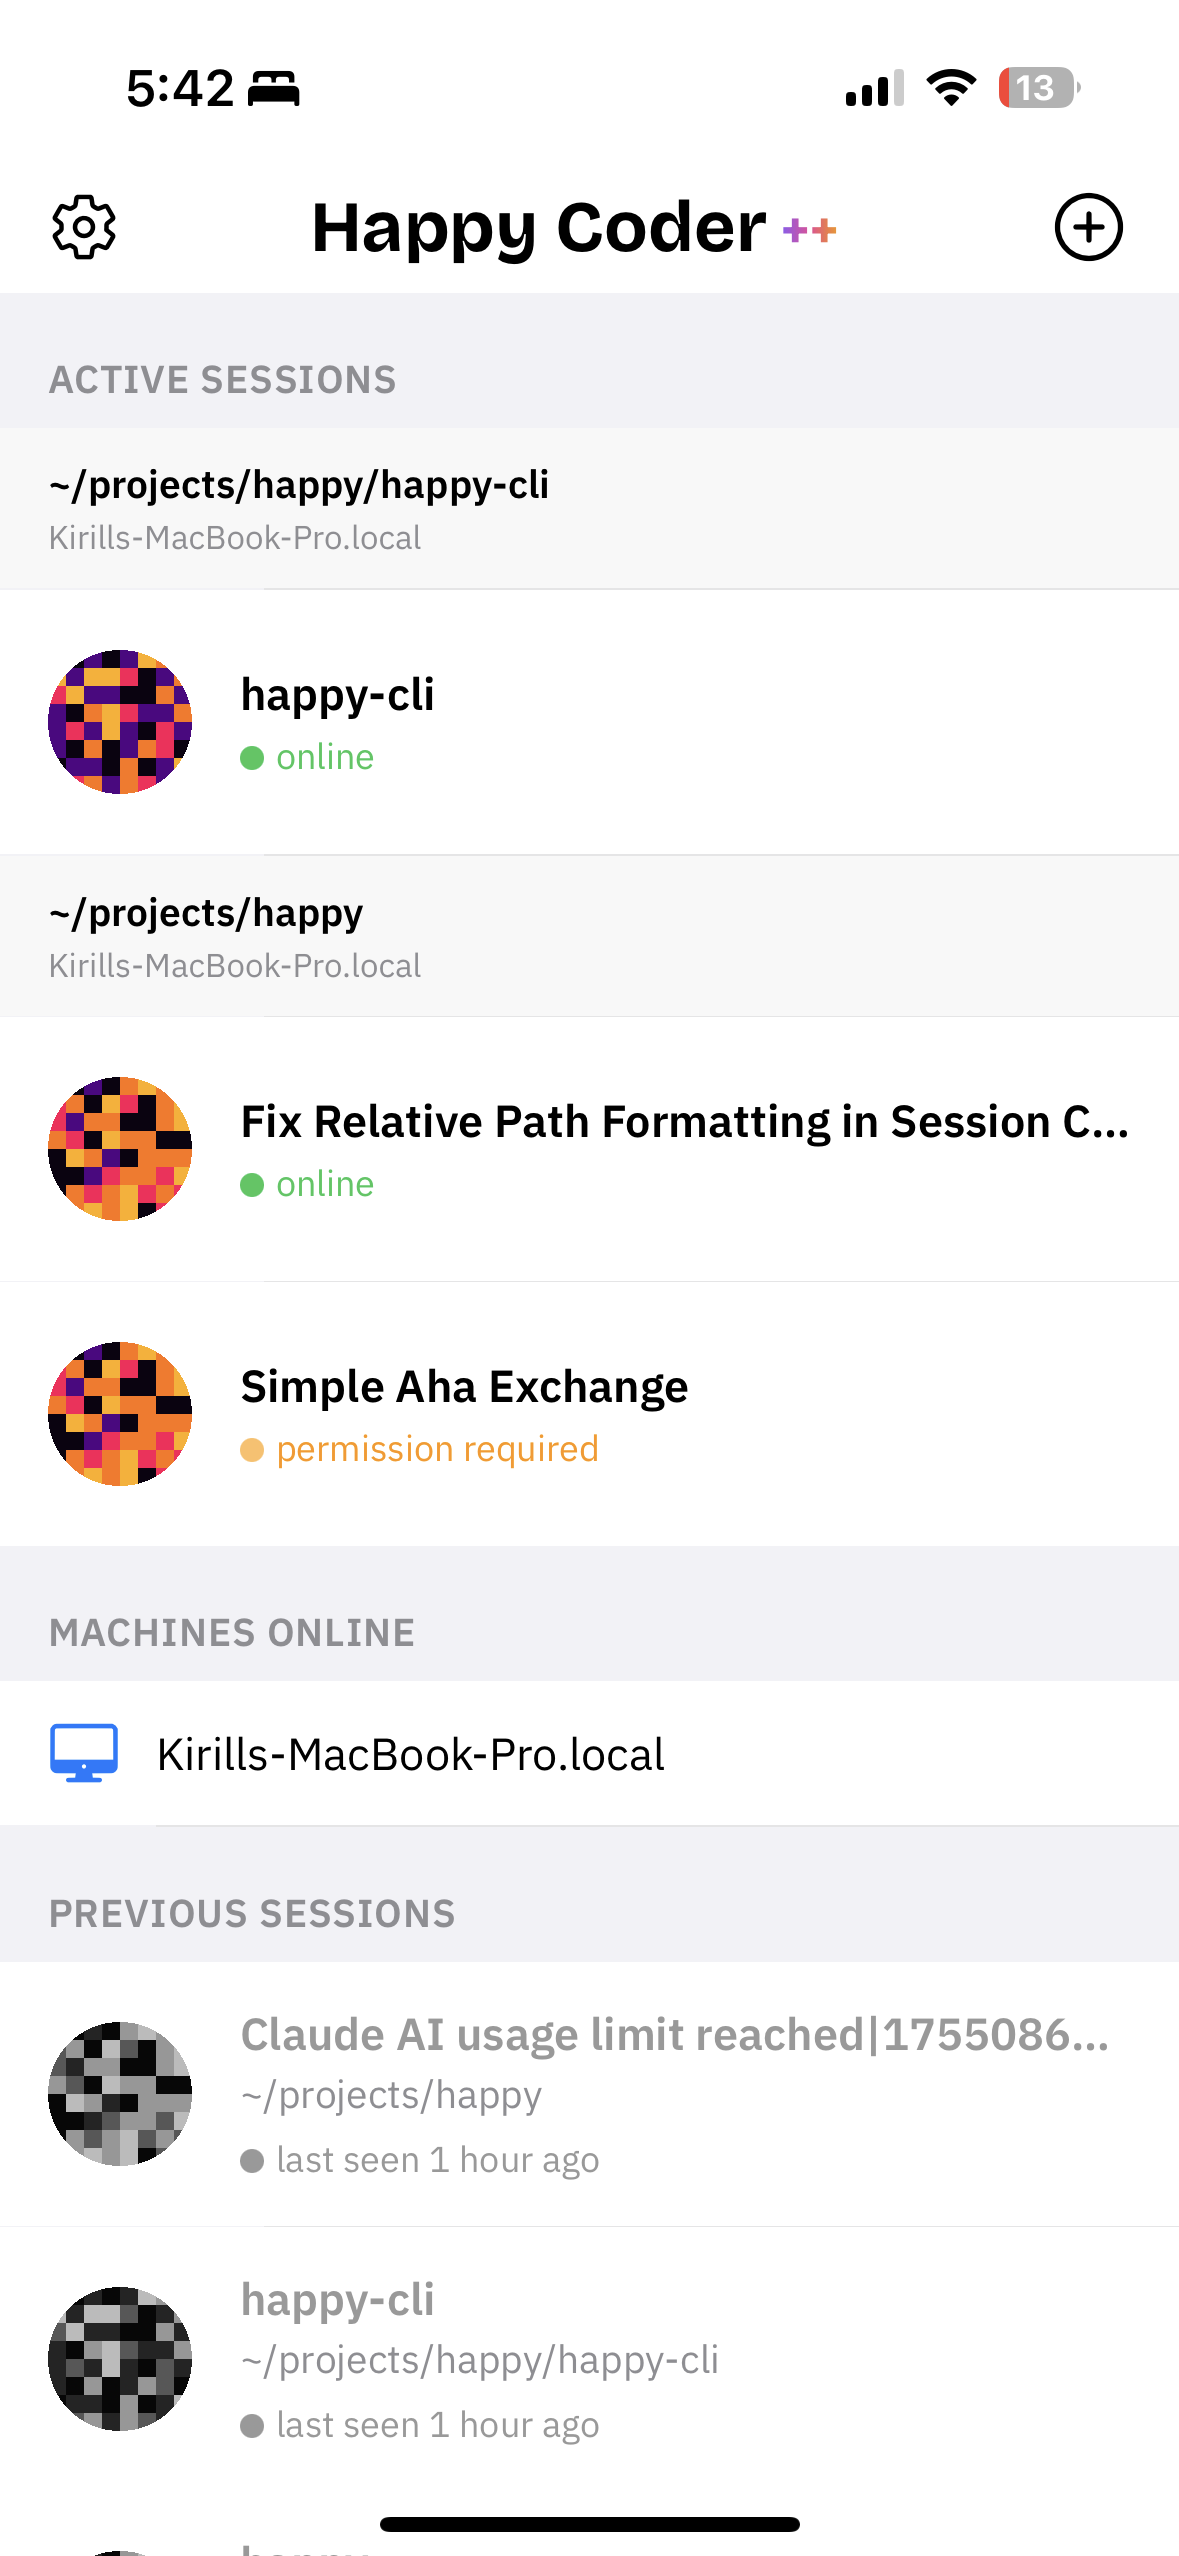 5:42
13
Happy Coder ++
ACTIVE SESSIONS
~/projects/happy/happy-cli
Kirills-MacBook-Pro.local
happy-cli
online
~/projects/happy
Kirills-MacBook-Pro.local
Fix Relative Path Formatting in Session C...
online
Simple Aha Exchange
permission required
MACHINES ONLINE
Kirills-MacBook-Pro.local
PREVIOUS SESSIONS
Claude AI usage limit reached|1755086...
~/projects/happy
last seen 1 hour ago
happy-cli
~/projects/happy/happy-cli
last seen 1 hour ago